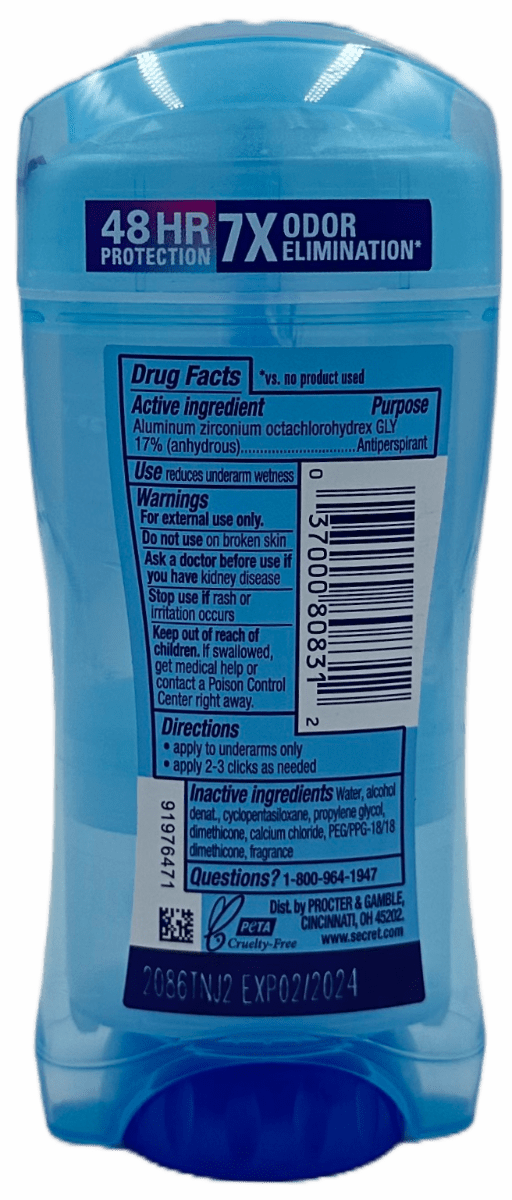 48 HR
PROTECTION
7X ODOR
ELIMINATION*
Drug Facts *vs. no product used
Active ingredient Purpose
Aluminum zirconium octachlorohydrex GLY
17% (anhydrous)............................Antiperspirant
Use reduces underarm wetness
Warnings
For external use only.
Do not use on broken skin
Ask a doctor before use if
you have kidney disease
Stop use if rash or
irritation occurs
Keep out of reach of
children. If swallowed,
get medical help or
contact a Poison Control
Center right away.
0 37000 80831 2
Directions
• apply to underarms only
• apply 2-3 clicks as needed
Inactive ingredients Water, alcohol
denat., cyclopentasiloxane, propylene glycol,
dimethicone, calcium chloride, PEG/PPG-18/18
dimethicone, fragrance
Questions? 1-800-964-1947
91976471
PETA
Cruelty-Free
Dist. by PROCTER & GAMBLE,
CINCINNATI, OH 45202.
www.secret.com
2086TNJ2 EXP02/2024